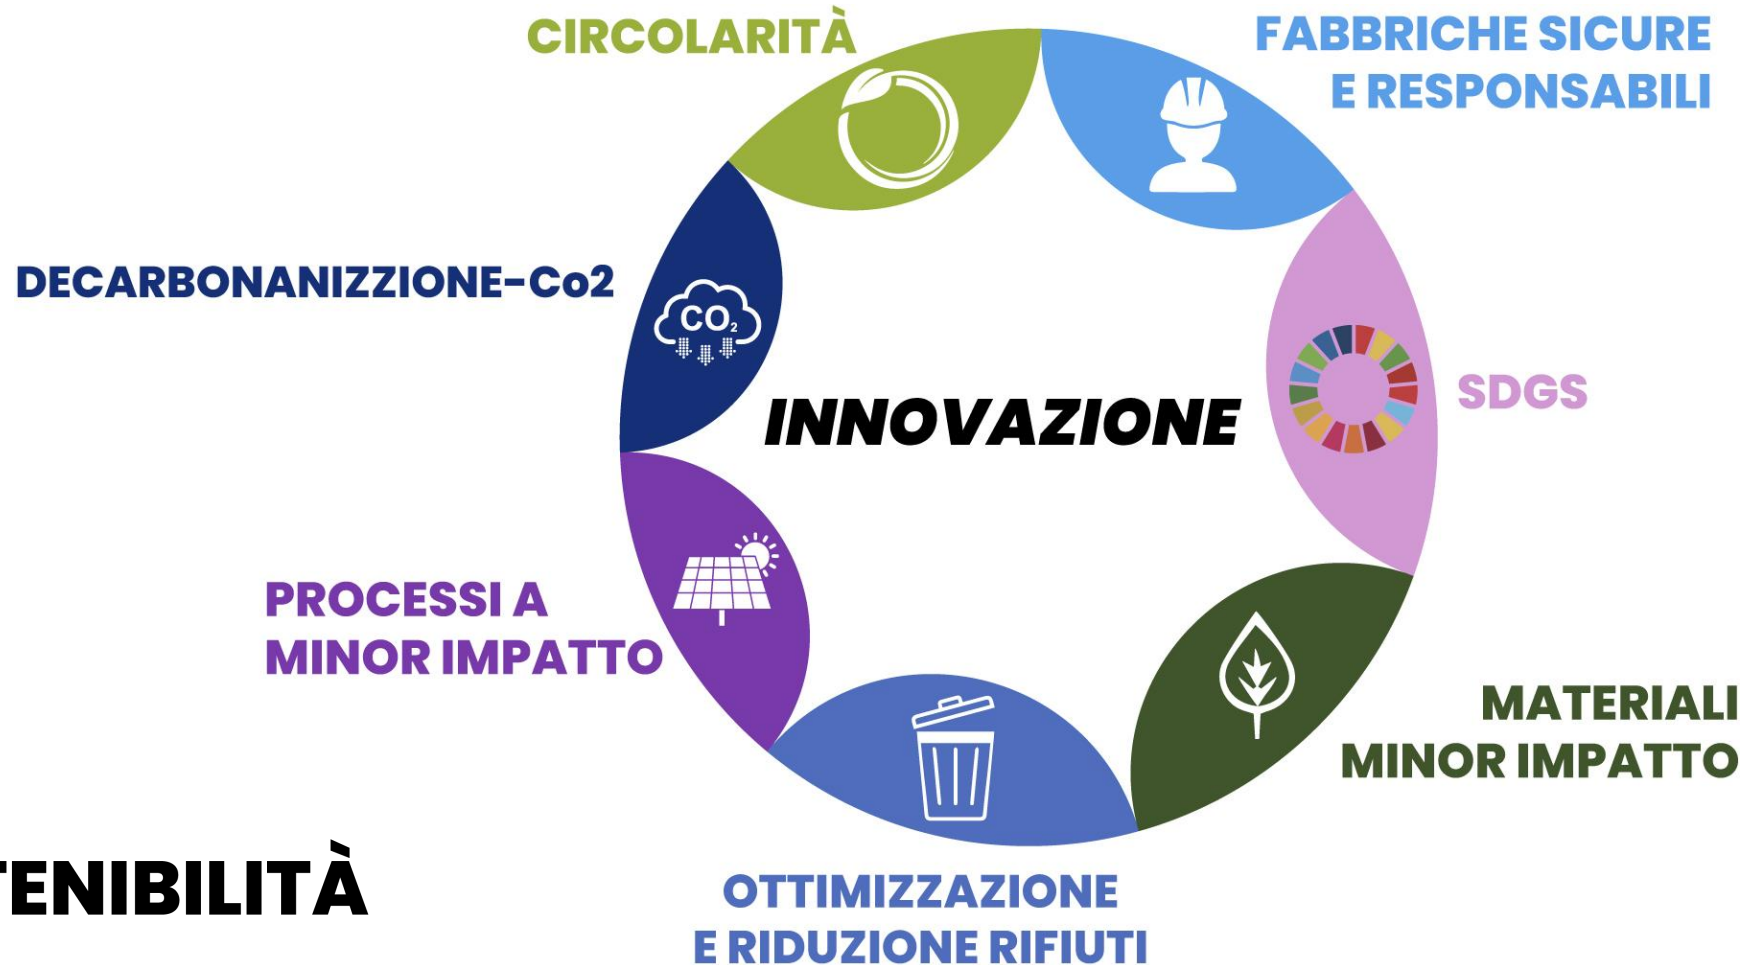 CIRCOLARITÀ
FABBRICHE SICURE
E RESPONSABILI
DECARBONANIZZIONE-Co2
CO2
INNOVAZIONE
SDGS
PROCESSI A
MINOR IMPATTO
MATERIALI
MINOR IMPATTO
TENIBILITÀ
OTTIMIZZAZIONE
E RIDUZIONE RIFIUTI